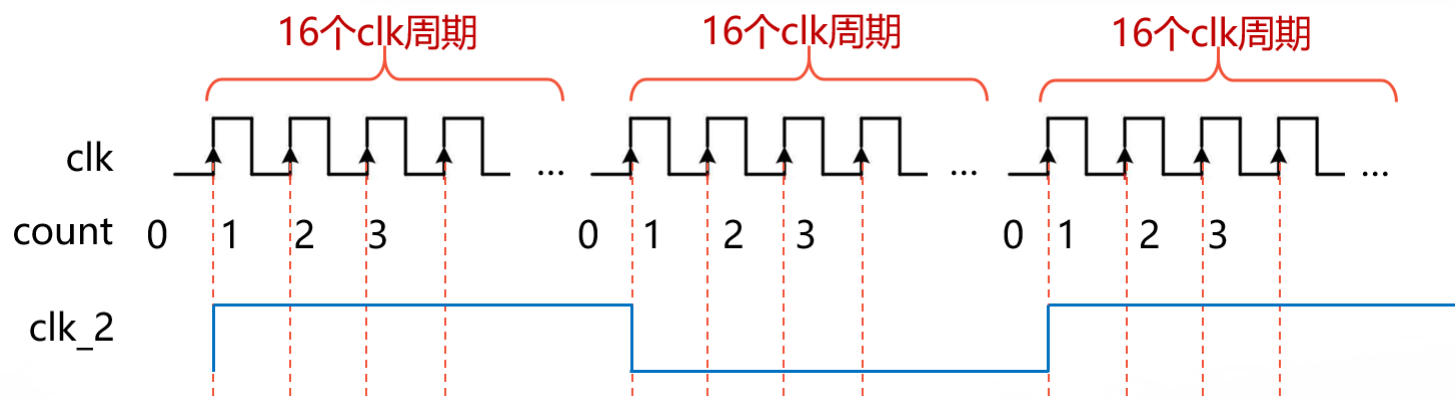 16个clk周期 16个clk周期 16个clk周期
clk ... ... ...
count 0 1 2 3 0 1 2 3 0 1 2 3
clk_2